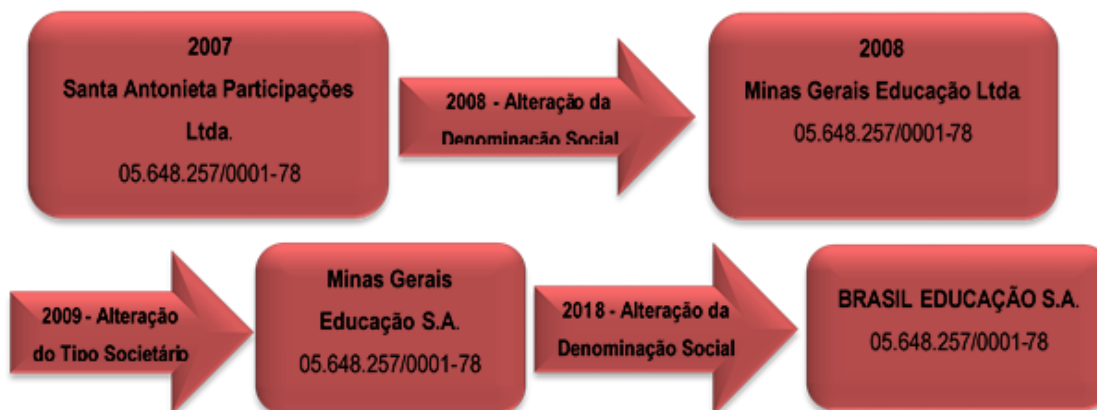 2007
Santa Antonieta Participações
Ltda.
05.648.257/0001-78
2008 - Alteração da
Denominação Social
2008
Minas Gerais Educação Ltda
05.648.257/0001-78
2009 - Alteração
do Tipo Societário
Minas Gerais
Educação S.A.
05.648.257/0001-78
2018 - Alteração da
Denominação Social
BRASIL EDUCAÇÃO S.A.
05.648.257/0001-78